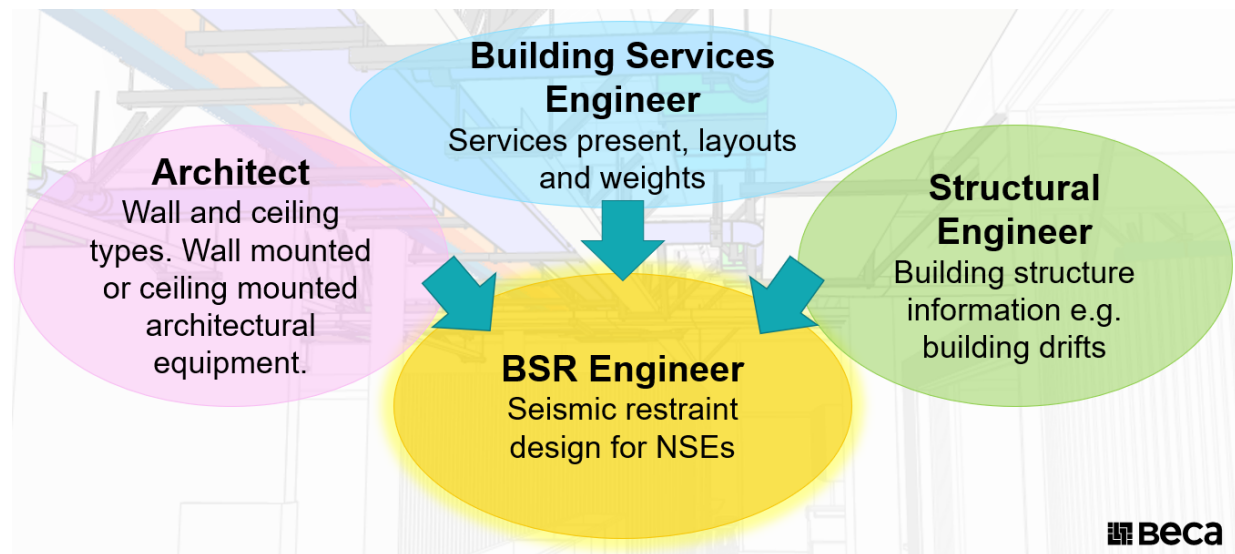 Building Services
Engineer
Services present, layouts
and weights
Architect
Wall and ceiling
types. Wall mounted
or ceiling mounted
architectural
equipment.
Structural
Engineer
Building structure
information e.g.
building drifts
BSR Engineer
Seismic restraint
design for NSEs
Beca